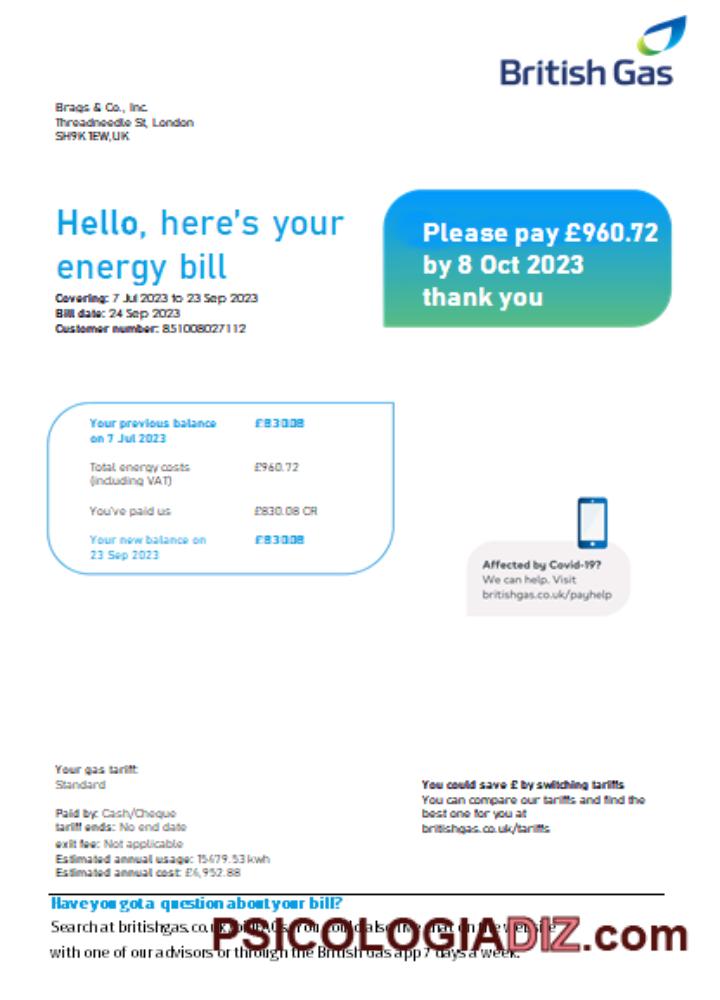 British Gas
Brags & Co., Inc.
Threadneedle St, London
SH9K 1EW,UK
Hello, here's your
energy bill
Covering: 7 Jul 2023 to 23 Sep 2023
Bill date: 24 Sep 2023
Customer number: 851008027112
Please pay £960.72
by 8 Oct 2023
thank you
Your previous balance £830.08
on 7 Jul 2023
Total energy costs £960.72
(including VAT)
You've paid us £830.08 CR
Your new balance on £830.08
23 Sep 2023
Affected by Covid-19?
We can help. Visit
britishgas.co.uk/payhelp
Your gas tariff:
Standard
Paid by: Cash/Cheque
tariff ends: No end date
exit fee: Not applicable
Estimated annual usage: 15479.53 kwh
Estimated annual cost: £4,952.88
You could save £ by switching tariffs
You can compare our tariffs and find the
best one for you at
britishgas.co.uk/tariffs
Have you got a question about your bill?
Search at britishgas.co.uk You could also live chat on the website
with one of our advisors or through the British Gas app 7 days a week.
PSICOLOGIADIZ.com